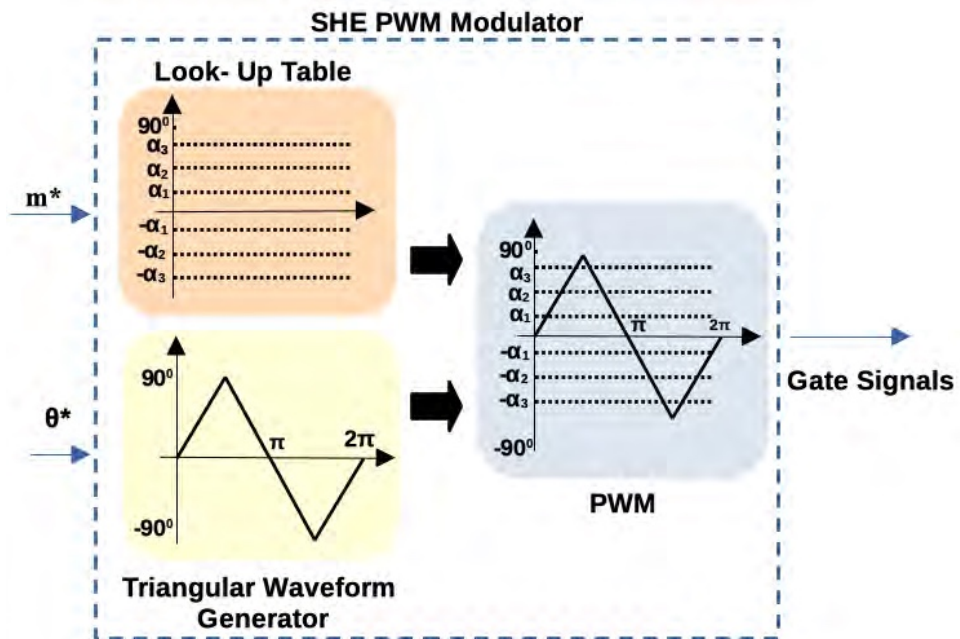 SHE PWM Modulator
Look- Up Table
90⁰
α₃
α₂
α₁
-α₁
-α₂
-α₃
m*
90⁰
α₃
α₂
α₁
π
2π
-α₁
-α₂
-α₃
-90⁰
PWM
Gate Signals
θ*
90⁰
π
2π
-90⁰
Triangular Waveform
Generator